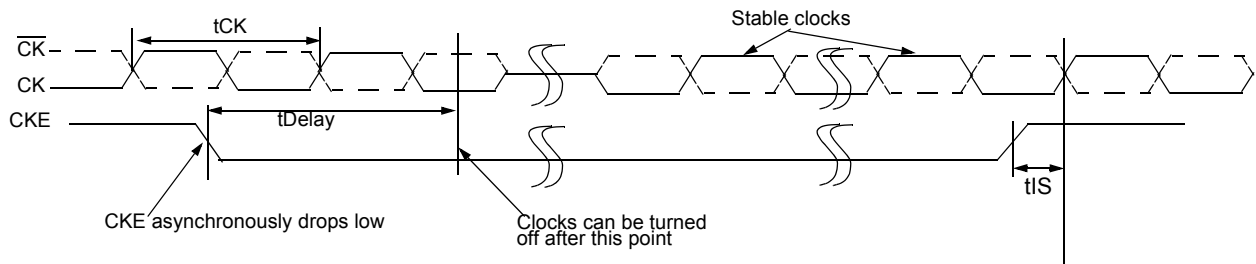 Stable clocks
tCK
CK
CK
CKE
tDelay
tIS
CKE asynchronously drops low
Clocks can be turned
off after this point